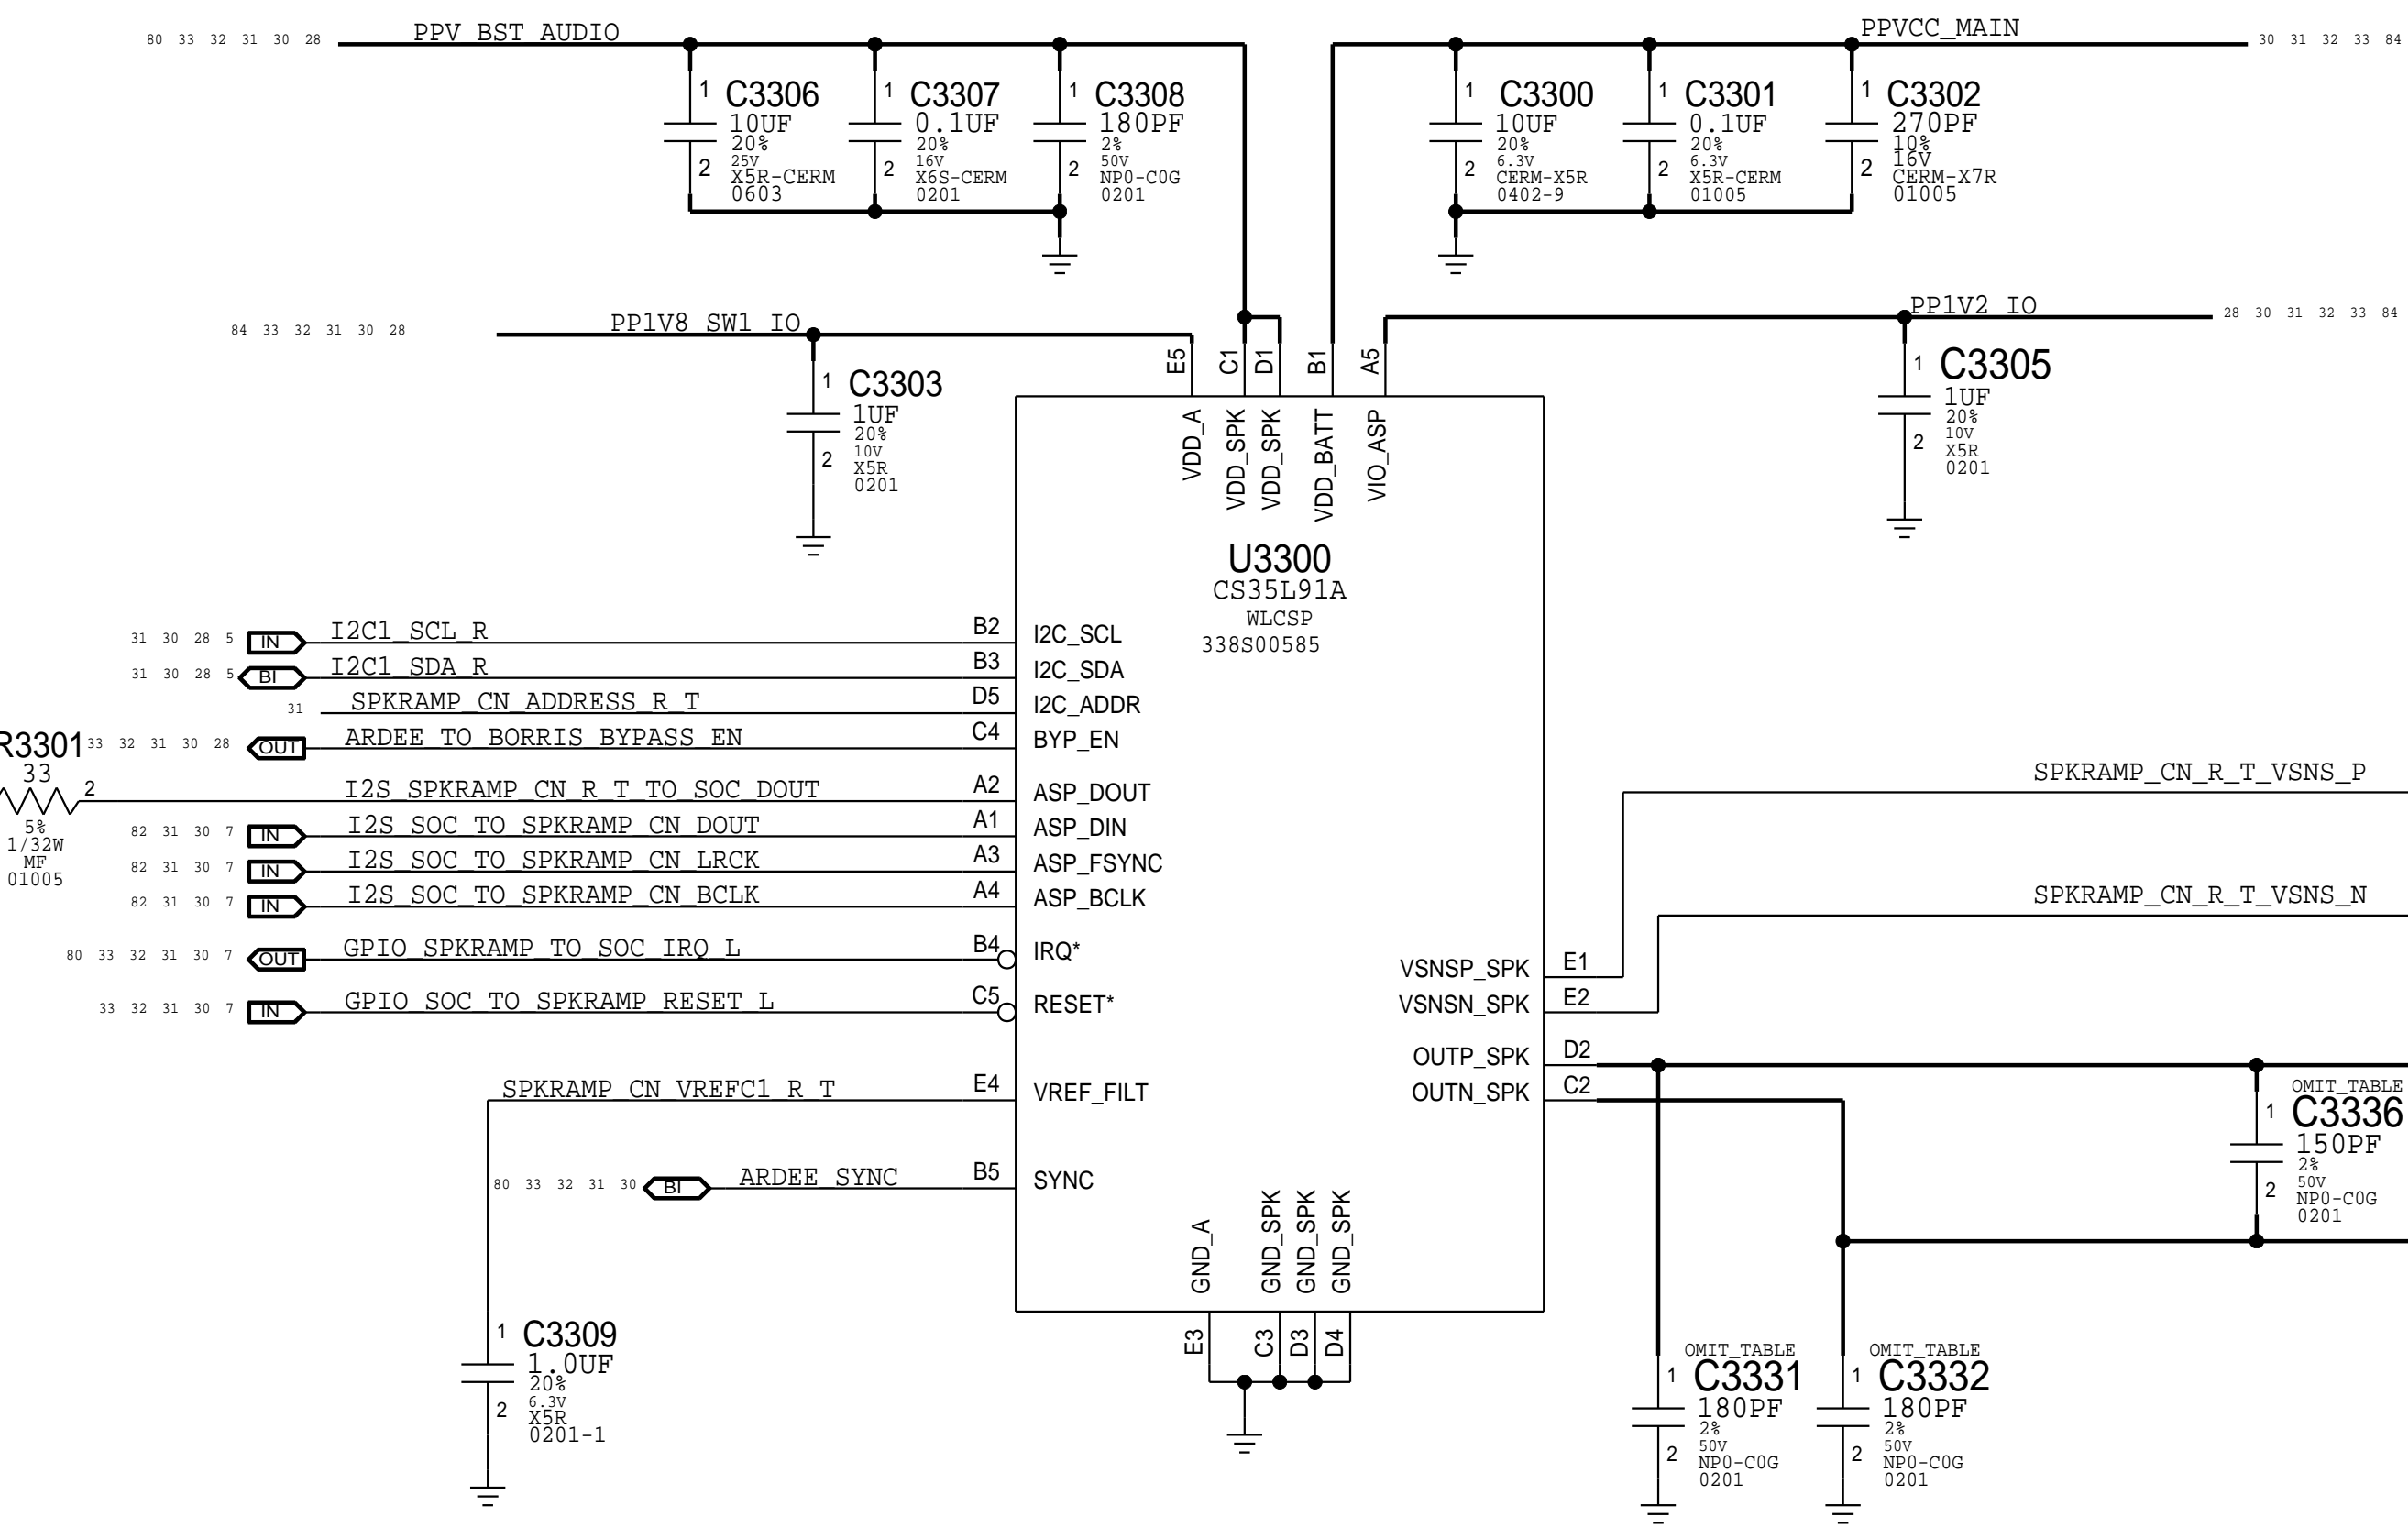 PPV_BST_AUDIO
80 33 32 31 30 28
PPVCC_MAIN
30 31 32 33 84
1 C3306
10UF
20%
25V
X5R-CERM
0603
2
1 C3307
0.1UF
20%
16V
X6S-CERM
0201
2
1 C3308
180PF
2%
50V
NP0-C0G
0201
2
1 C3300
10UF
20%
6.3V
CERM-X5R
0402-9
2
1 C3301
0.1UF
20%
6.3V
X5R-CERM
01005
2
1 C3302
270PF
10%
16V
CERM-X7R
01005
2
84 33 32 31 30 28
PP1V8_SW1_IO
PP1V2_IO
28 30 31 32 33 84
1 C3303
1UF
20%
10V
X5R
0201
2
1 C3305
1UF
20%
10V
X5R
0201
2
E5 C1 D1 B1 A5
VDD_A VDD_SPK VDD_SPK VDD_BATT VIO_ASP
U3300
CS35L91A
WLCSP
338S00585
31 30 28 5 IN I2C1_SCL_R B2 I2C_SCL
31 30 28 5 BI I2C1_SDA_R B3 I2C_SDA
31 SPKRAMP_CN_ADDRESS_R_T D5 I2C_ADDR
33 32 31 30 28 OUT ARDEE_TO_BORRIS_BYPASS_EN C4 BYP_EN
R3301
33
2
5%
1/32W
MF
01005
I2S_SPKRAMP_CN_R_T_TO_SOC_DOUT A2 ASP_DOUT
82 31 30 7 IN I2S_SOC_TO_SPKRAMP_CN_DOUT A1 ASP_DIN
82 31 30 7 IN I2S_SOC_TO_SPKRAMP_CN_LRCK A3 ASP_FSYNC
82 31 30 7 IN I2S_SOC_TO_SPKRAMP_CN_BCLK A4 ASP_BCLK
80 33 32 31 30 7 OUT GPIO_SPKRAMP_TO_SOC_IRQ_L B4 IRQ*
33 32 31 30 7 IN GPIO_SOC_TO_SPKRAMP_RESET_L C5 RESET*
SPKRAMP_CN_VREFC1_R_T E4 VREF_FILT
80 33 32 31 30 BI ARDEE_SYNC B5 SYNC
SPKRAMP_CN_R_T_VSNS_P
SPKRAMP_CN_R_T_VSNS_N
VSNSP_SPK E1
VSNSN_SPK E2
OUTP_SPK D2
OUTN_SPK C2
GND_A GND_SPK GND_SPK GND_SPK
E3 C3 D3 D4
OMIT_TABLE
1 C3336
150PF
2%
50V
NP0-C0G
0201
2
1 C3309
1.0UF
20%
6.3V
X5R
0201-1
2
OMIT_TABLE
1 C3331
180PF
2%
50V
NP0-C0G
0201
2
OMIT_TABLE
1 C3332
180PF
2%
50V
NP0-C0G
0201
2